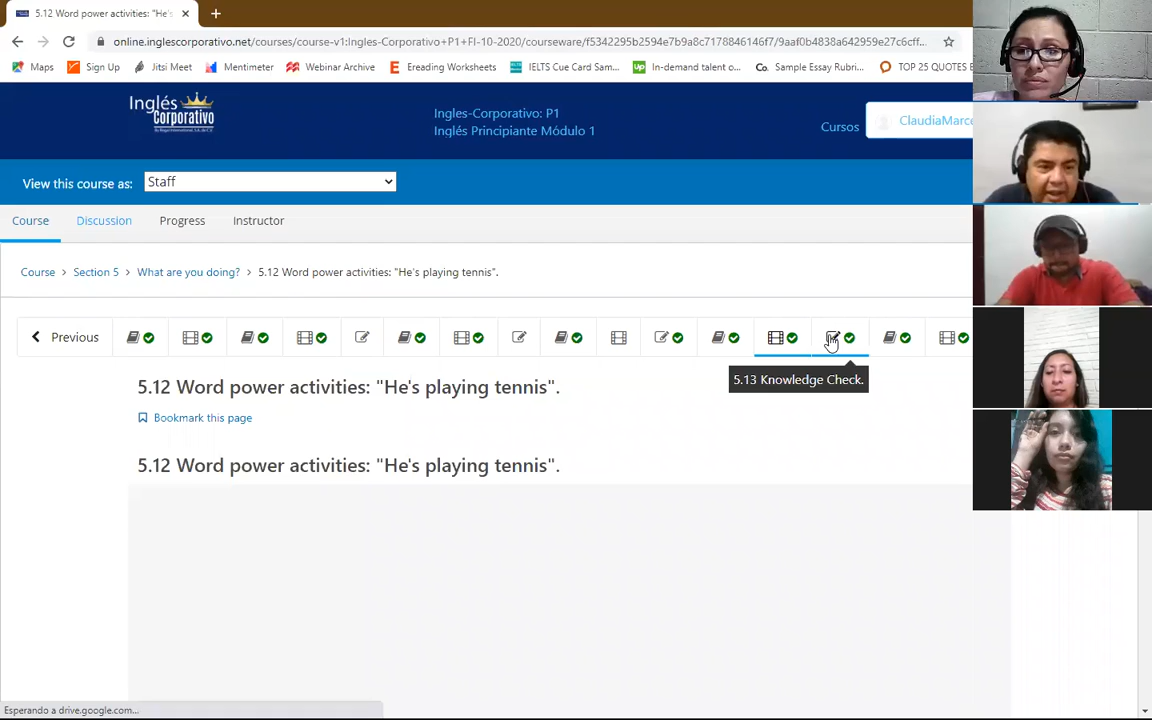 5.12 Word power activities: "He's
online.inglescorporativo.net/courses/course-v1:Ingles-Corporativo+P1+FI-10-2020/courseware/f5342295b2594e7b9a8c7178846146f7/9aaf0b4838a642959e27c6cff...
Maps Sign Up Jitsi Meet Mentimeter Webinar Archive Ereading Worksheets IELTS Cue Card Sam... In-demand talent o... Co. Sample Essay Rubri... TOP 25 QUOTES
Inglés
Corporativo
Ingles-Corporativo: P1
Inglés Principiante Módulo 1
Cursos
ClaudiaMarce
View this course as:
Staff
Course Discussion Progress Instructor
Course > Section 5 > What are you doing? > 5.12 Word power activities: "He's playing tennis".
Previous
5.13 Knowledge Check.
5.12 Word power activities: "He's playing tennis".
Bookmark this page
5.12 Word power activities: "He's playing tennis".
Esperando a drive.google.com...